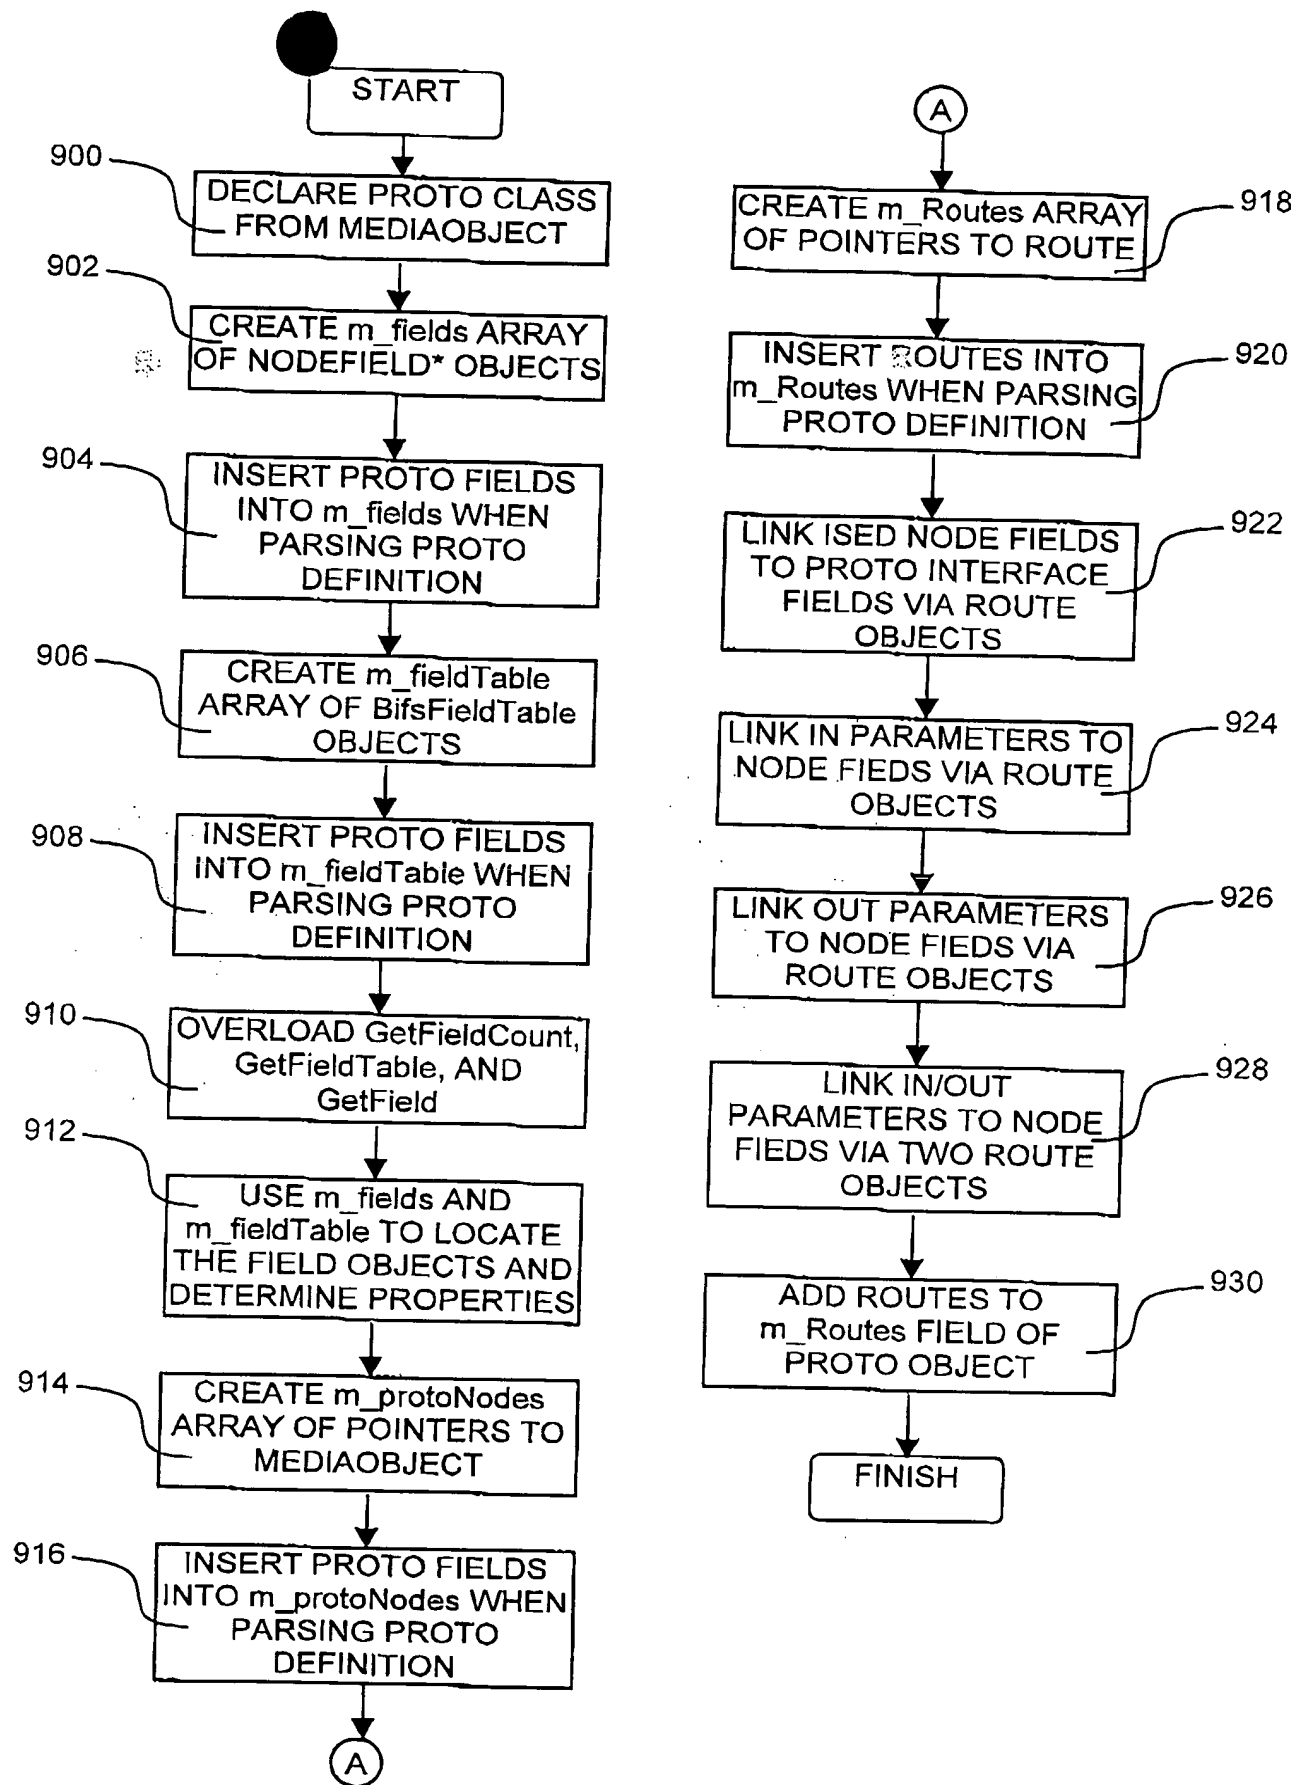 START
900
DECLARE PROTO CLASS
FROM MEDIAOBJECT
902
CREATE m_fields ARRAY
OF NODEFIELD* OBJECTS
904
INSERT PROTO FIELDS
INTO m_fields WHEN
PARSING PROTO
DEFINITION
906
CREATE m_fieldTable
ARRAY OF BifsFieldTable
OBJECTS
908
INSERT PROTO FIELDS
INTO m_fieldTable WHEN
PARSING PROTO
DEFINITION
910
OVERLOAD GetFieldCount,
GetFieldTable, AND
GetField
912
USE m_fields AND
m_fieldTable TO LOCATE
THE FIELD OBJECTS AND
DETERMINE PROPERTIES
914
CREATE m_protoNodes
ARRAY OF POINTERS TO
MEDIAOBJECT
916
INSERT PROTO FIELDS
INTO m_protoNodes WHEN
PARSING PROTO
DEFINITION
A
A
CREATE m_Routes ARRAY
OF POINTERS TO ROUTE
918
INSERT ROUTES INTO
m_Routes WHEN PARSING
PROTO DEFINITION
920
LINK ISED NODE FIELDS
TO PROTO INTERFACE
FIELDS VIA ROUTE
OBJECTS
922
LINK IN PARAMETERS TO
NODE FIEDS VIA ROUTE
OBJECTS
924
LINK OUT PARAMETERS
TO NODE FIEDS VIA
ROUTE OBJECTS
926
LINK IN/OUT
PARAMETERS TO NODE
FIEDS VIA TWO ROUTE
OBJECTS
928
ADD ROUTES TO
m_Routes FIELD OF
PROTO OBJECT
930
FINISH